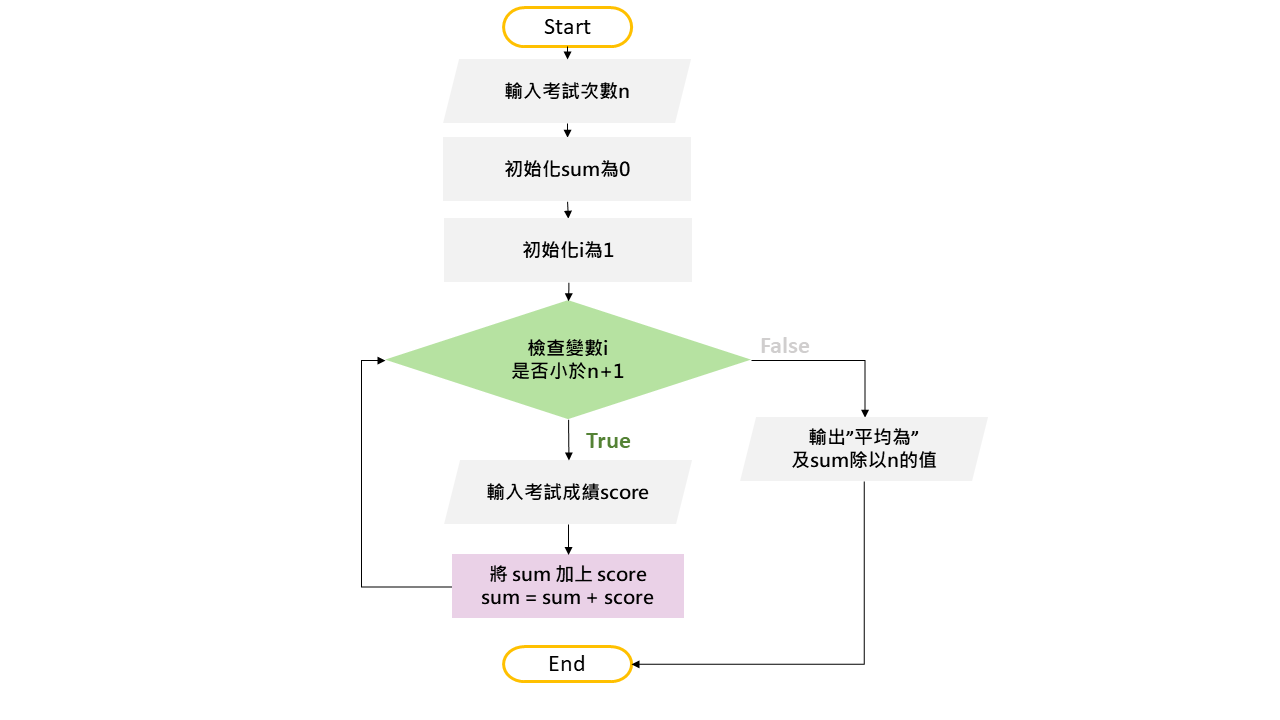 Start
輸入考試次數n
初始化sum為0
初始化i為1
檢查變數i
是否小於n+1
False
True
輸出”平均為”
及sum除以n的值
輸入考試成績score
將 sum 加上 score
sum = sum + score
End